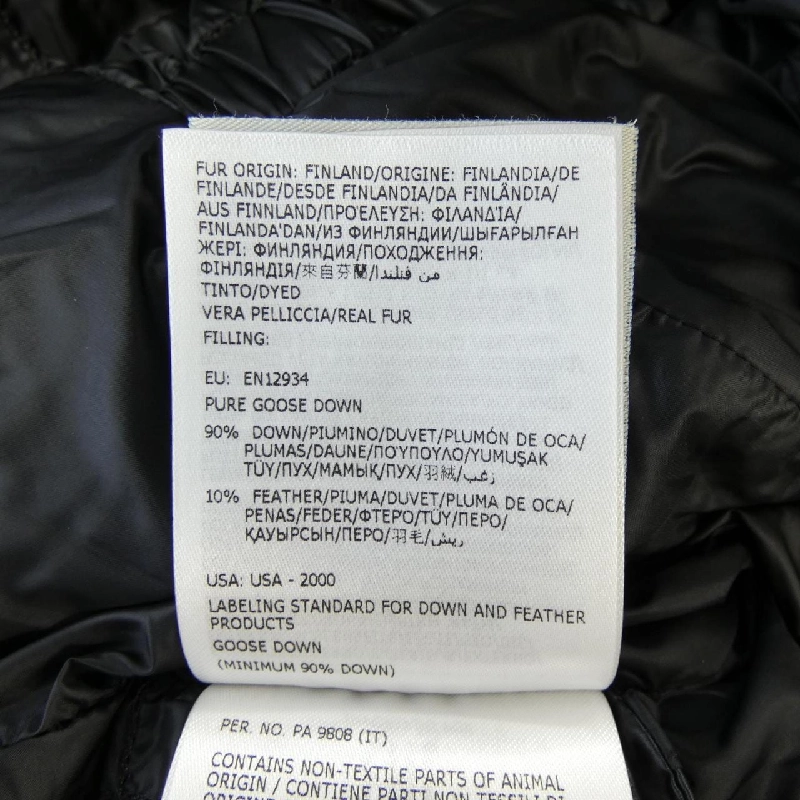 FUR ORIGIN: FINLAND/ORIGINE: FINLANDIA/DE
FINLANDE/DESDE FINLANDIA/DA FINLÂNDIA/
AUS FINNLAND/ΠΡΟΈΛΕΥΣΗ: ΦΙΛΑΝΔΊΑ/
FINLANDA'DAN/ИЗ ФИНЛЯНДИИ/ШЫҒАРЫЛҒАН
ЖЕРІ: ФИНЛЯНДИЯ/ПОХОДЖЕННЯ:
ФІНЛЯНДІЯ/來自芬蘭/من فنلندا
TINTO/DYED
VERA PELLICCIA/REAL FUR
FILLING:
EU: EN12934
PURE GOOSE DOWN
90% DOWN/PIUMINO/DUVET/PLUMÓN DE OCA/
PLUMAS/DAUNE/ΠΟΎΠΟΥΛΟ/YUMUŞAK
TÜY/ПУХ/МАМЫҚ/ПУХ/羽絨/زغب
10% FEATHER/PIUMA/DUVET/PLUMA DE OCA/
PENAS/FEDER/ΦΤΕΡΌ/TÜY/ПЕРО/
ҚАУЫРСЫН/ПЕРО/羽毛/ريش
USA: USA - 2000
LABELING STANDARD FOR DOWN AND FEATHER
PRODUCTS
GOOSE DOWN
(MINIMUM 90% DOWN)
PER. NO. PA 9808 (IT)
CONTAINS NON-TEXTILE PARTS OF ANIMAL
ORIGIN / CONTIENE PARTI NON TESSILI DI